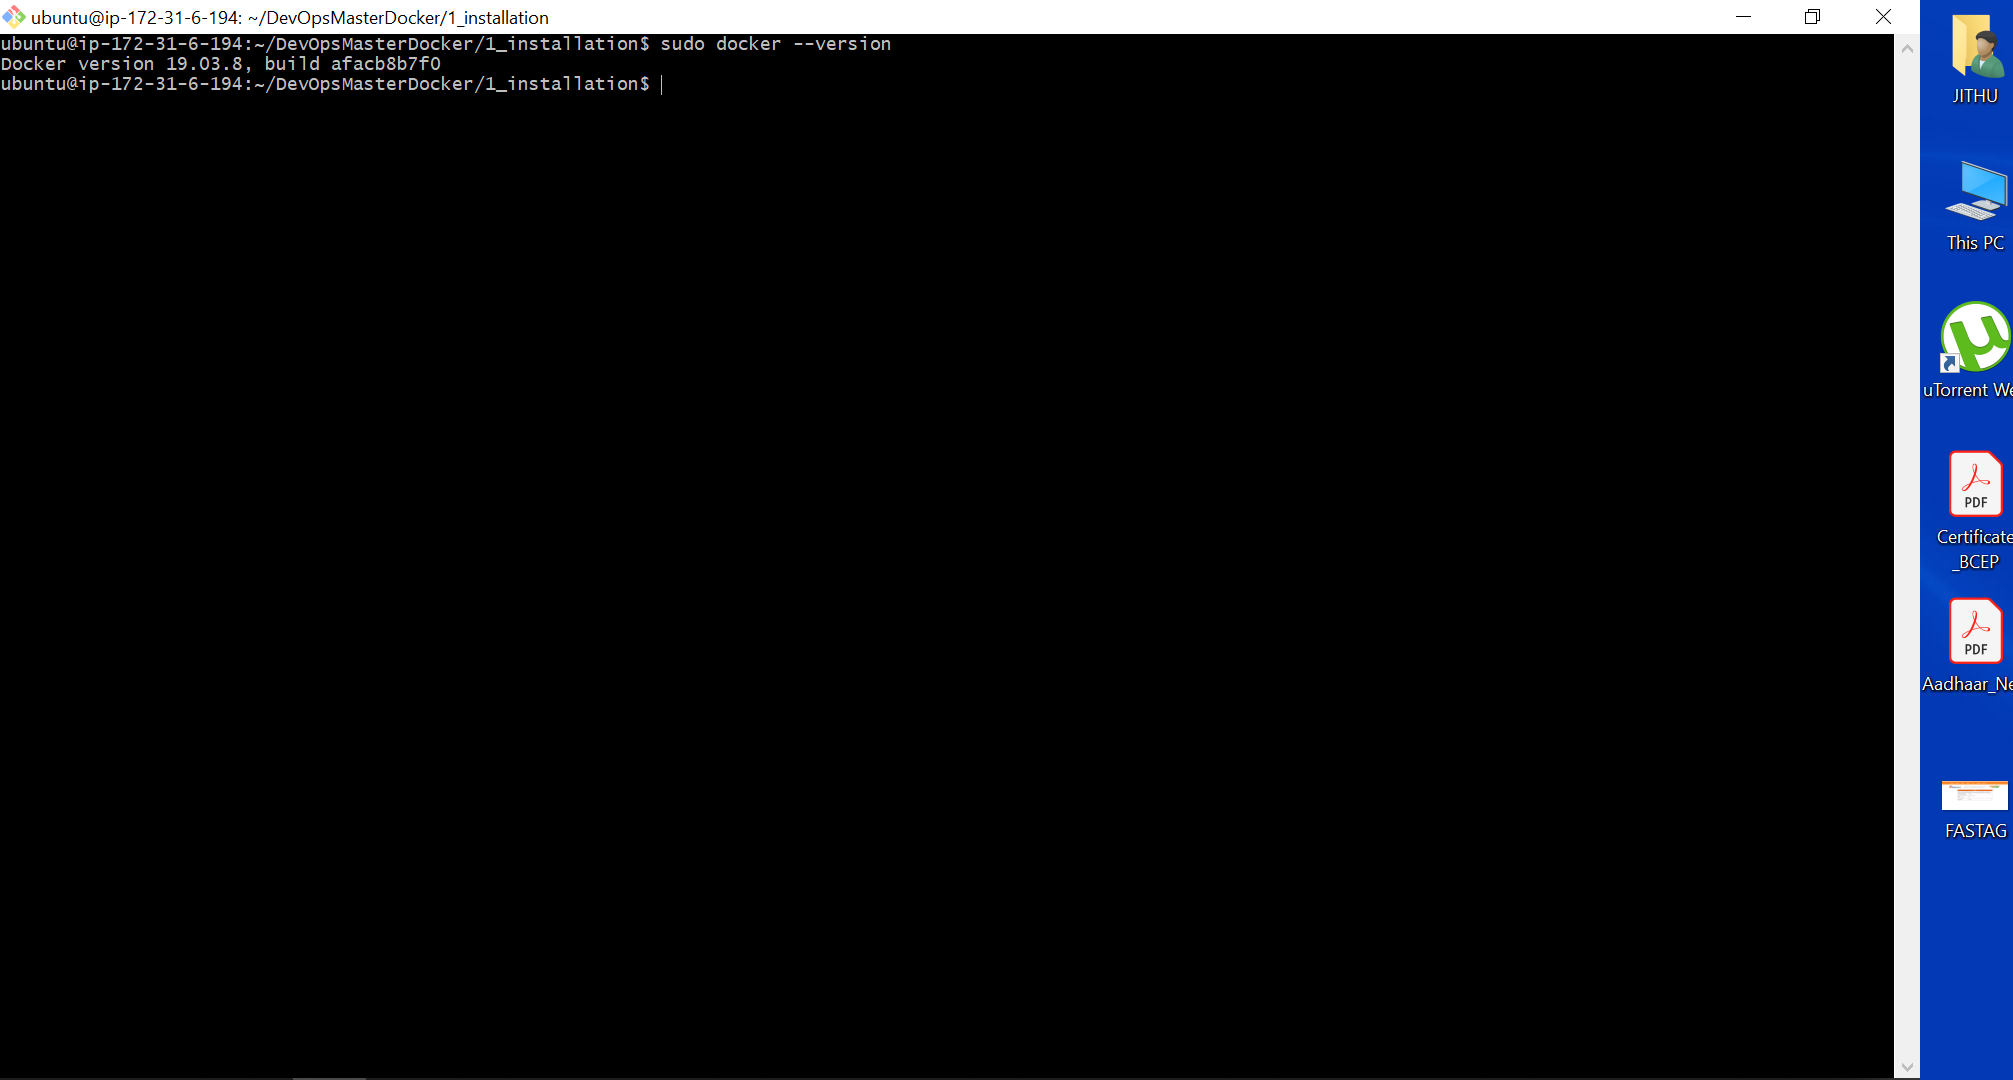 ubuntu@ip-172-31-6-194: ~/DevOpsMasterDocker/1_installation
ubuntu@ip-172-31-6-194:~/DevOpsMasterDocker/1_installation$ sudo docker --version
Docker version 19.03.8, build afacb8b7f0
ubuntu@ip-172-31-6-194:~/DevOpsMasterDocker/1_installation$
JITHU
This PC
uTorrent We
PDF
Certificate
_BCEP
PDF
Aadhaar_Ne
FASTAG